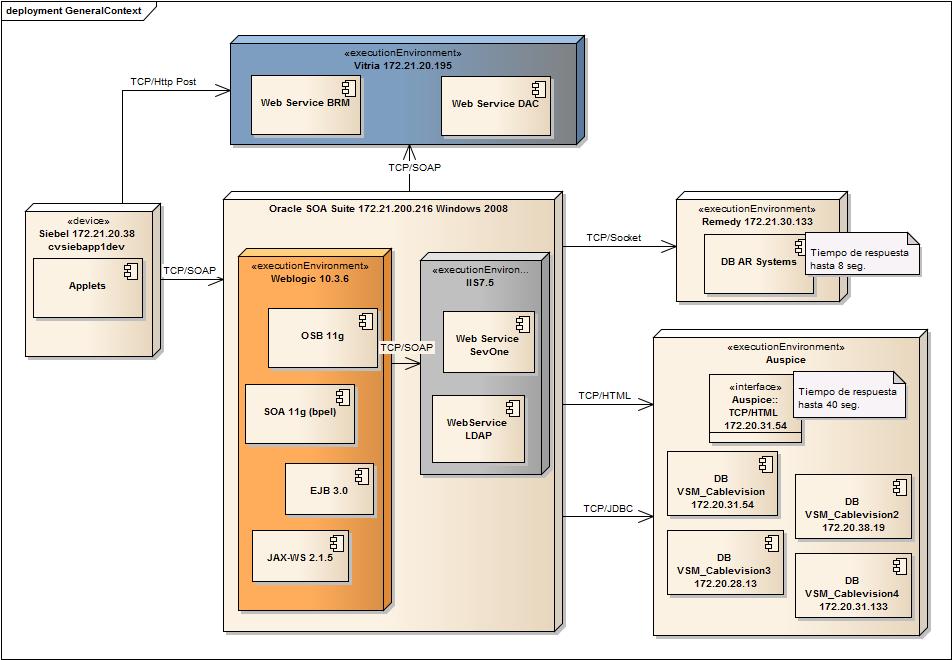 deployment GeneralContext
«executionEnvironment»
Vitria 172.21.20.195
Web Service BRM
Web Service DAC
TCP/Http Post
TCP/SOAP
«device»
Siebel 172.21.20.38
cvsiebapp1dev
Applets
TCP/SOAP
Oracle SOA Suite 172.21.200.216 Windows 2008
«executionEnvironment»
Weblogic 10.3.6
OSB 11g
SOA 11g (bpel)
EJB 3.0
JAX-WS 2.1.5
TCP/SOAP
«executionEnviron...
IIS7.5
Web Service
SevOne
WebService
LDAP
TCP/Socket
«executionEnvironment»
Remedy 172.21.30.133
DB AR Systems
Tiempo de respuesta
hasta 8 seg.
TCP/HTML
TCP/JDBC
«executionEnvironment»
Auspice
«interface»
Auspice::
TCP/HTML
172.20.31.54
Tiempo de respuesta
hasta 40 seg.
DB
VSM_Cablevision
172.20.31.54
DB
VSM_Cablevision2
172.20.38.19
DB
VSM_Cablevision3
172.20.28.13
DB
VSM_Cablevision4
172.20.31.133